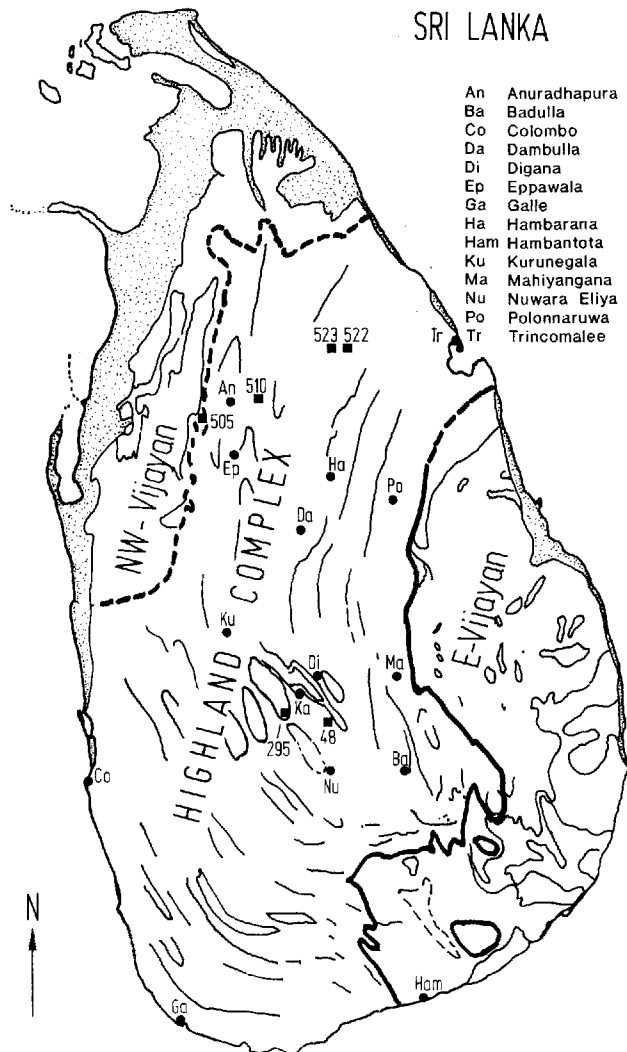 SRI LANKA
An Anuradhapura
Ba Badulla
Co Colombo
Da Dambulla
Di Digana
Ep Eppawala
Ga Galle
Ha Hambarana
Ham Hambantota
Ku Kurunegala
Ma Mahiyangana
Nu Nuwara Eliya
Po Polonnaruwa
Tr Trincomalee
Tr
523 522
An
510
505
Ep
Ha
Po
Da
NW-Vijayan
HIGHLAND COMPLEX
E-Vijayan
Ku
Di
Ma
Ka
295
48
Nu
Ba
Co
N
Ham
Ga